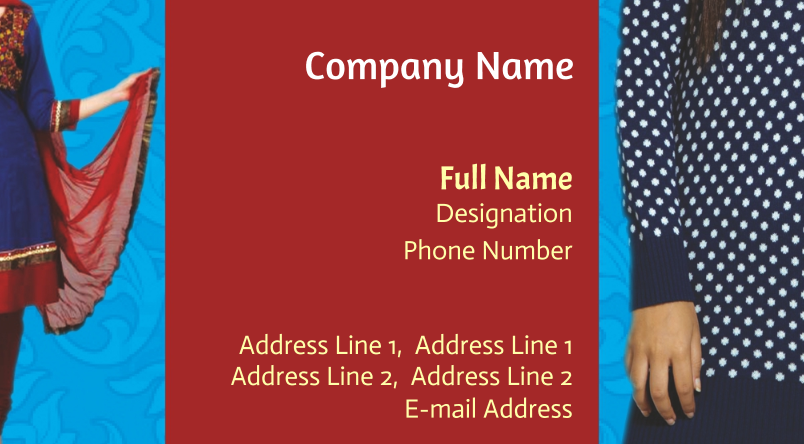 Company Name
Full Name
Designation
Phone Number
Address Line 1,  Address Line 1
Address Line 2,  Address Line 2
E-mail Address